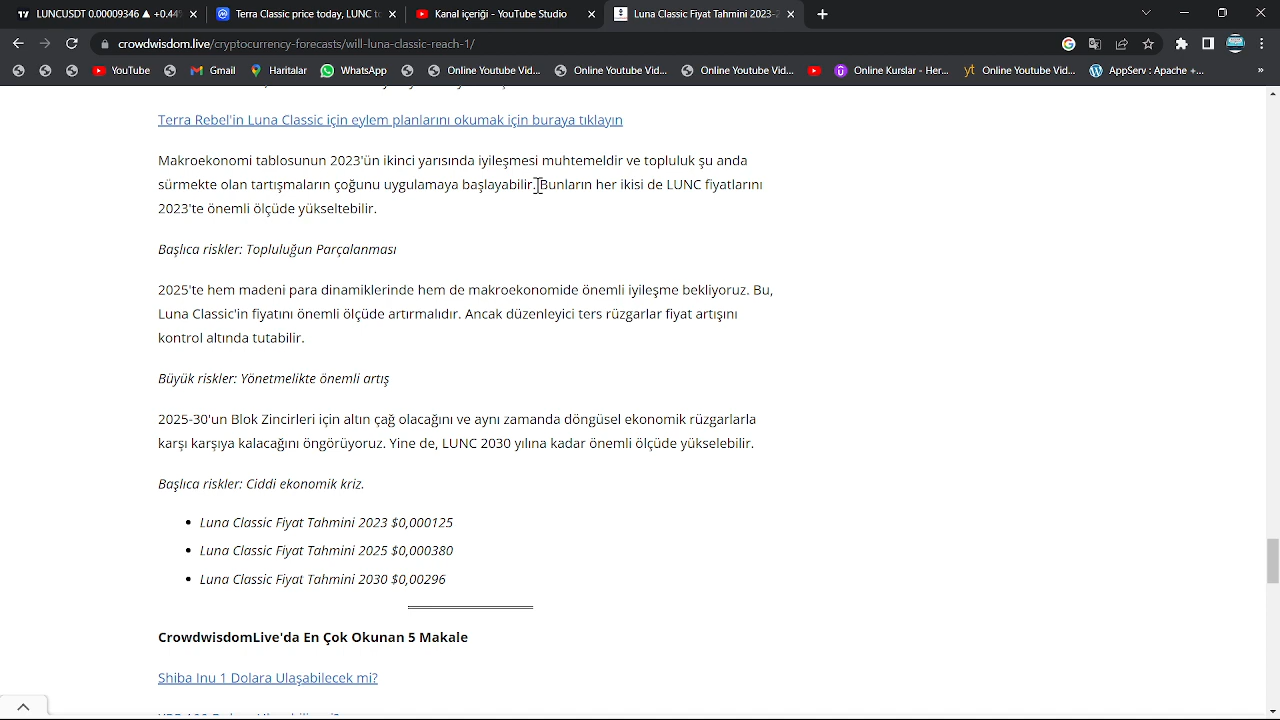 LUNCUSDT 0.00009346 ▲ +0.44
Terra Classic price today, LUNC to
Kanal içeriği - YouTube Studio
Luna Classic Fiyat Tahmini 2023-2
crowdwisdom.live/cryptocurrency-forecasts/will-luna-classic-reach-1/
YouTube
Gmail
Haritalar
WhatsApp
Online Youtube Vid...
Online Youtube Vid...
Online Youtube Vid...
Online Kurslar - Her...
Online Youtube Vid...
AppServ : Apache +...
Terra Rebel'in Luna Classic için eylem planlarını okumak için buraya tıklayın
Makroekonomi tablosunun 2023'ün ikinci yarısında iyileşmesi muhtemeldir ve topluluk şu anda
sürmekte olan tartışmaların çoğunu uygulamaya başlayabilir. Bunların her ikisi de LUNC fiyatlarını
2023'te önemli ölçüde yükseltebilir.
Başlıca riskler: Topluluğun Parçalanması
2025'te hem madeni para dinamiklerinde hem de makroekonomide önemli iyileşme bekliyoruz. Bu,
Luna Classic'in fiyatını önemli ölçüde artırmalıdır. Ancak düzenleyici ters rüzgarlar fiyat artışını
kontrol altında tutabilir.
Büyük riskler: Yönetmelikte önemli artış
2025-30'un Blok Zincirleri için altın çağ olacağını ve aynı zamanda döngüsel ekonomik rüzgarlarla
karşı karşıya kalacağını öngörüyoruz. Yine de, LUNC 2030 yılına kadar önemli ölçüde yükselebilir.
Başlıca riskler: Ciddi ekonomik kriz.
• Luna Classic Fiyat Tahmini 2023 $0,000125
• Luna Classic Fiyat Tahmini 2025 $0,000380
• Luna Classic Fiyat Tahmini 2030 $0,00296
CrowdwisdomLive'da En Çok Okunan 5 Makale
Shiba Inu 1 Dolara Ulaşabilecek mi?